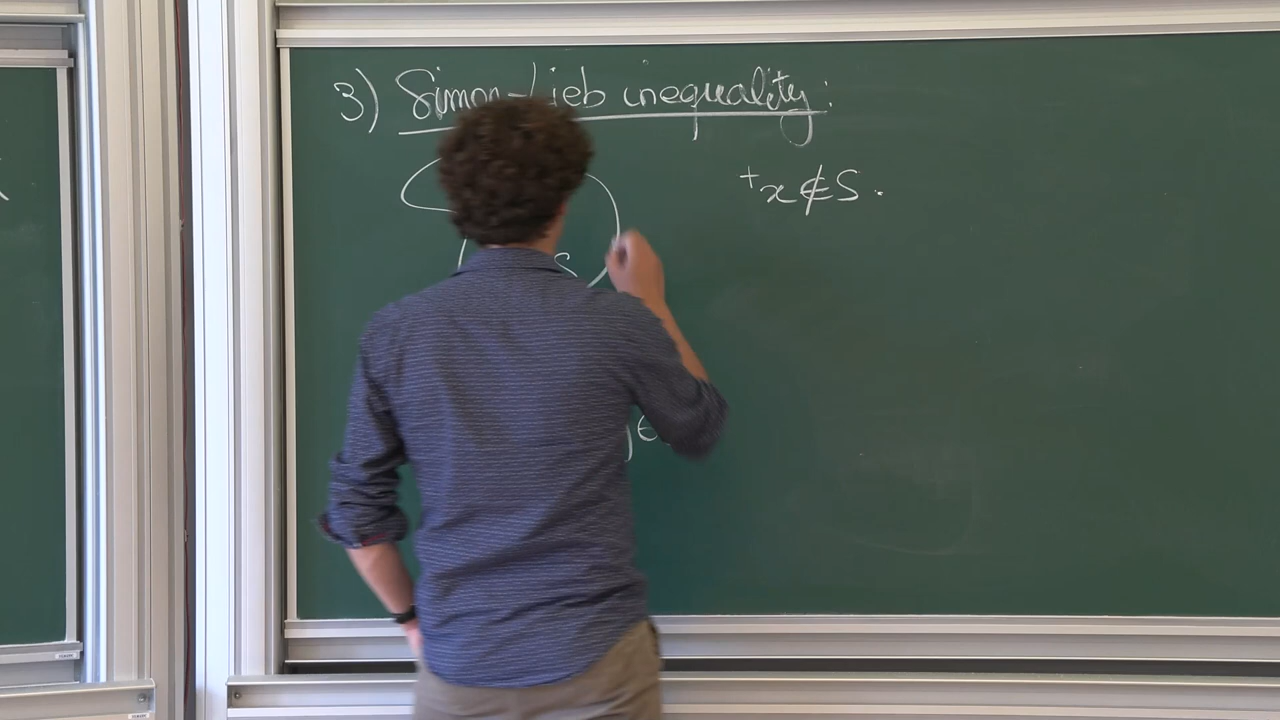 3) Simon-Lieb inequality:
+x ∉ S.
S